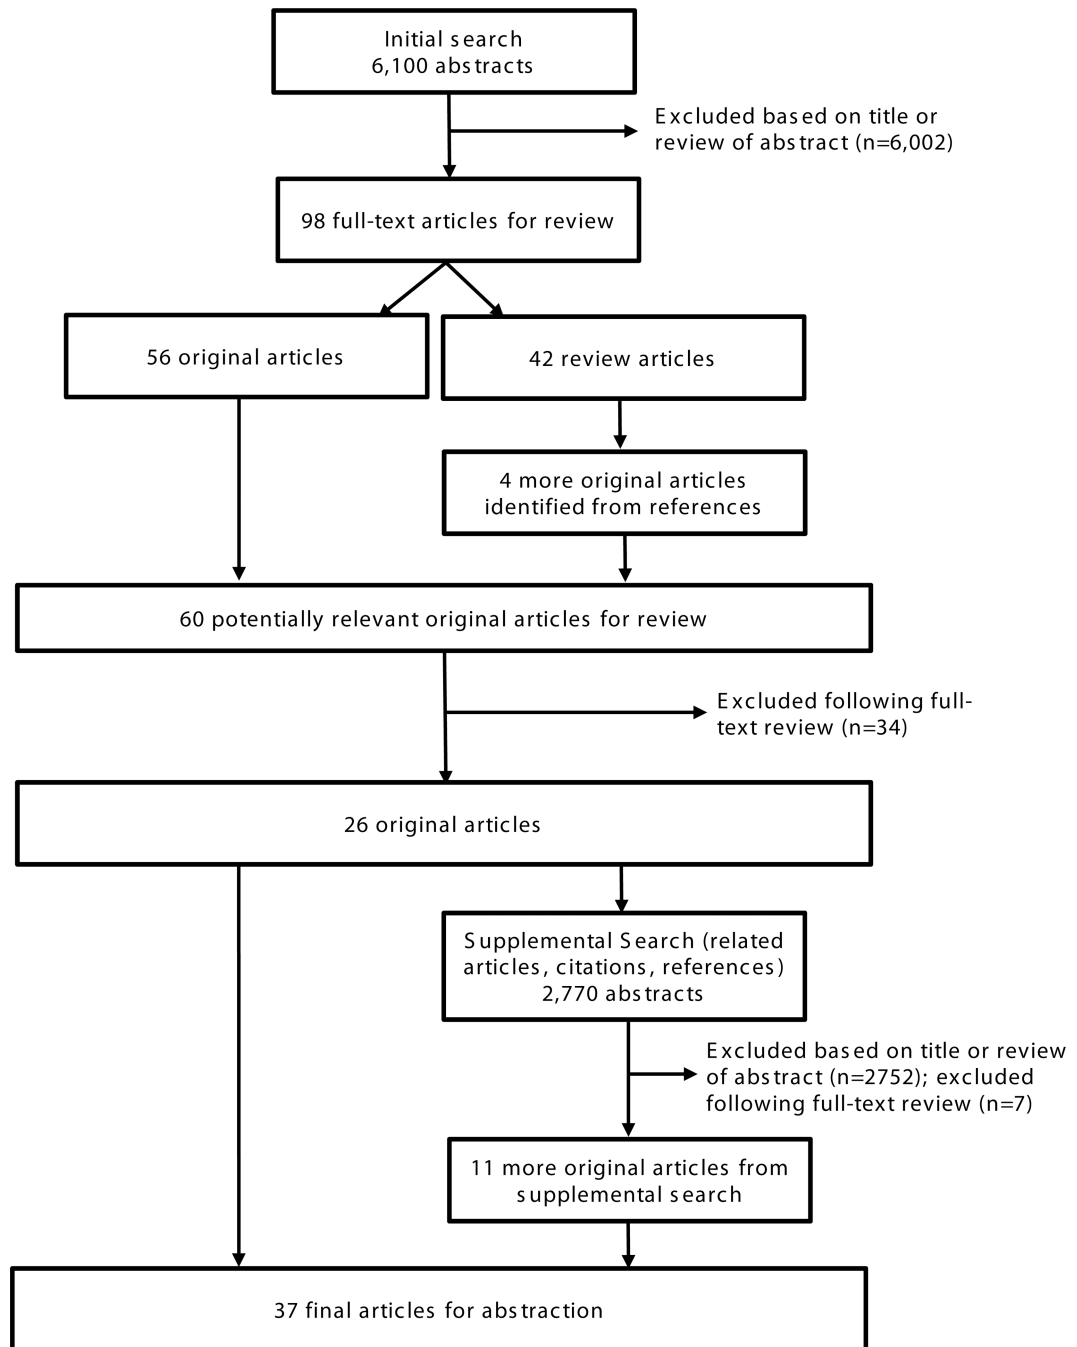 Initial search
6,100 abstracts
Excluded based on title or
review of abstract (n=6,002)
98 full-text articles for review
56 original articles
42 review articles
4 more original articles
identified from references
60 potentially relevant original articles for review
Excluded following full-
text review (n=34)
26 original articles
Supplemental Search (related
articles, citations, references)
2,770 abstracts
Excluded based on title or review
of abstract (n=2752); excluded
following full-text review (n=7)
11 more original articles from
supplemental search
37 final articles for abstraction